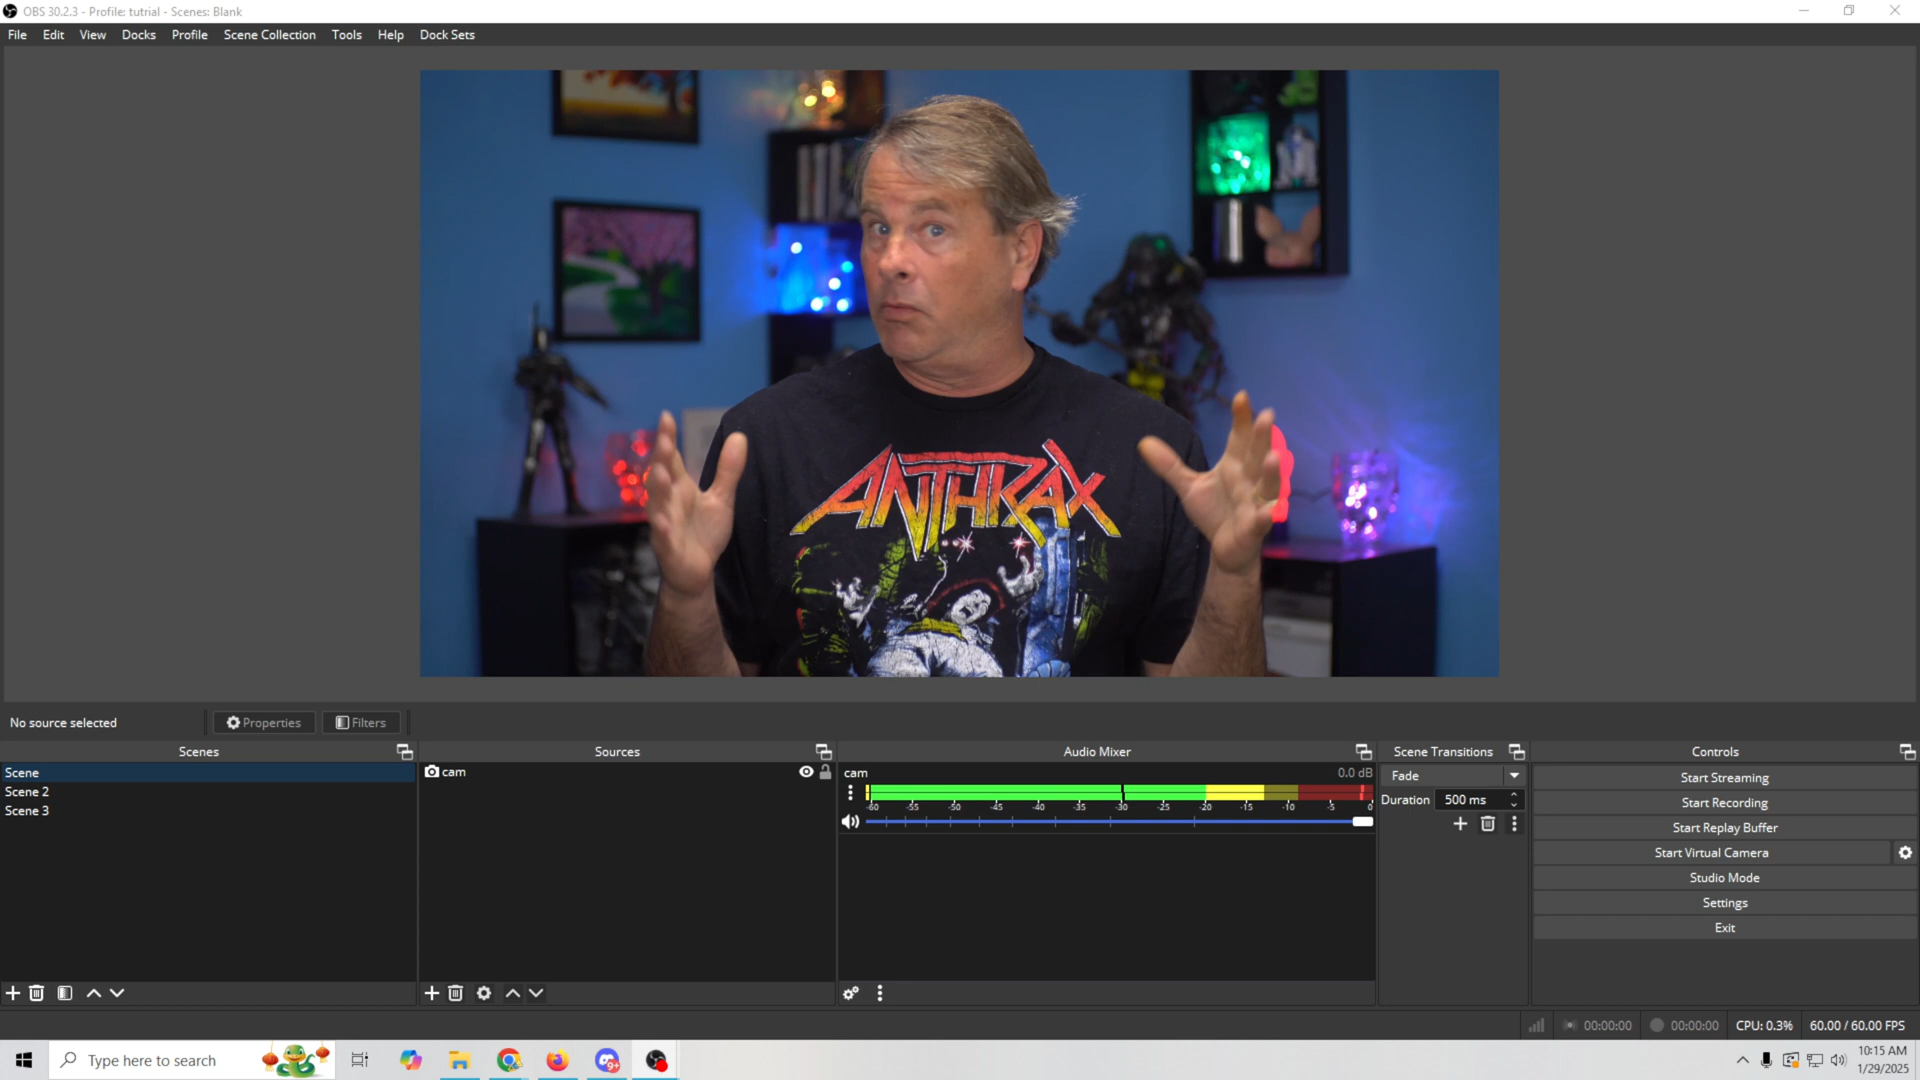 OBS 30.2.3 - Profile: tutrial - Scenes: Blank
File Edit View Docks Profile Scene Collection Tools Help Dock Sets
ANTHRAX
No source selected Properties Filters
Scenes Sources Audio Mixer Scene Transitions Controls
Scene
Scene 2
Scene 3
cam
cam 0.0 dB
-60 -55 -50 -45 -40 -35 -30 -25 -20 -15 -10 -5 0
Fade
Duration 500 ms
Start Streaming
Start Recording
Start Replay Buffer
Start Virtual Camera
Studio Mode
Settings
Exit
00:00:00 00:00:00 CPU: 0.3% 60.00 / 60.00 FPS
Type here to search
9+
10:15 AM
1/29/2025